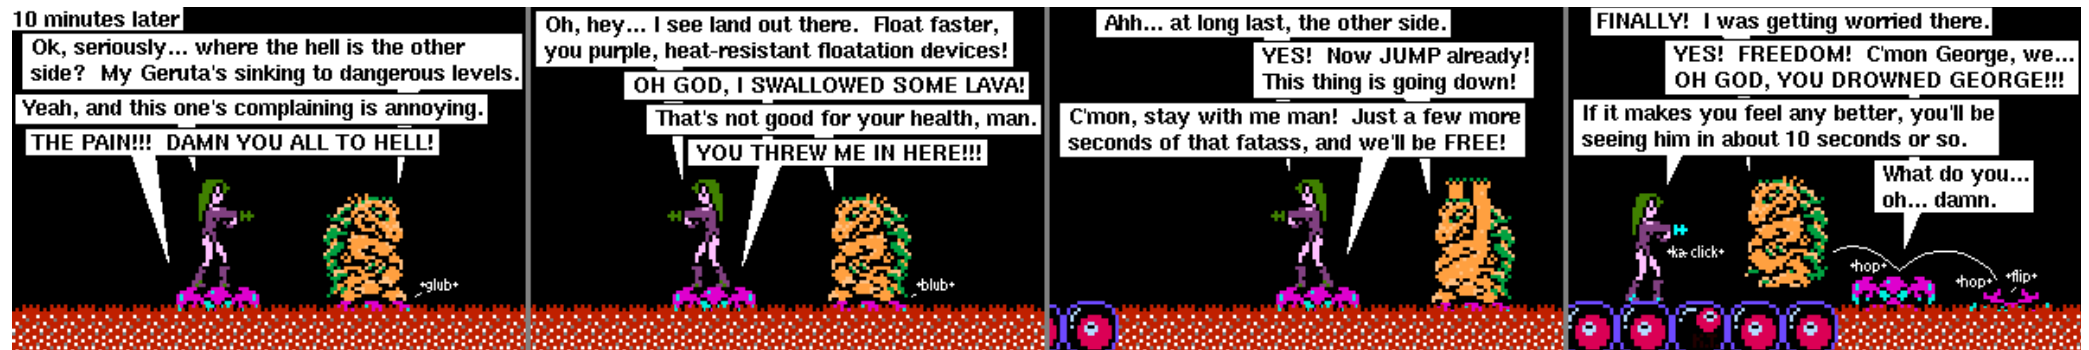 10 minutes later
Ok, seriously... where the hell is the other
side? My Geruta's sinking to dangerous levels.
Yeah, and this one's complaining is annoying.
THE PAIN!!! DAMN YOU ALL TO HELL!
+glub+
Oh, hey... I see land out there. Float faster,
you purple, heat-resistant floatation devices!
OH GOD, I SWALLOWED SOME LAVA!
That's not good for your health, man.
YOU THREW ME IN HERE!!!
+blub+
Ahh... at long last, the other side.
YES! Now JUMP already!
This thing is going down!
C'mon, stay with me man! Just a few more
seconds of that fatass, and we'll be FREE!
FINALLY! I was getting worried there.
YES! FREEDOM! C'mon George, we...
OH GOD, YOU DROWNED GEORGE!!!
If it makes you feel any better, you'll be
seeing him in about 10 seconds or so.
What do you...
oh... damn.
+ka-click+
+hop+
+hop+
+flip+